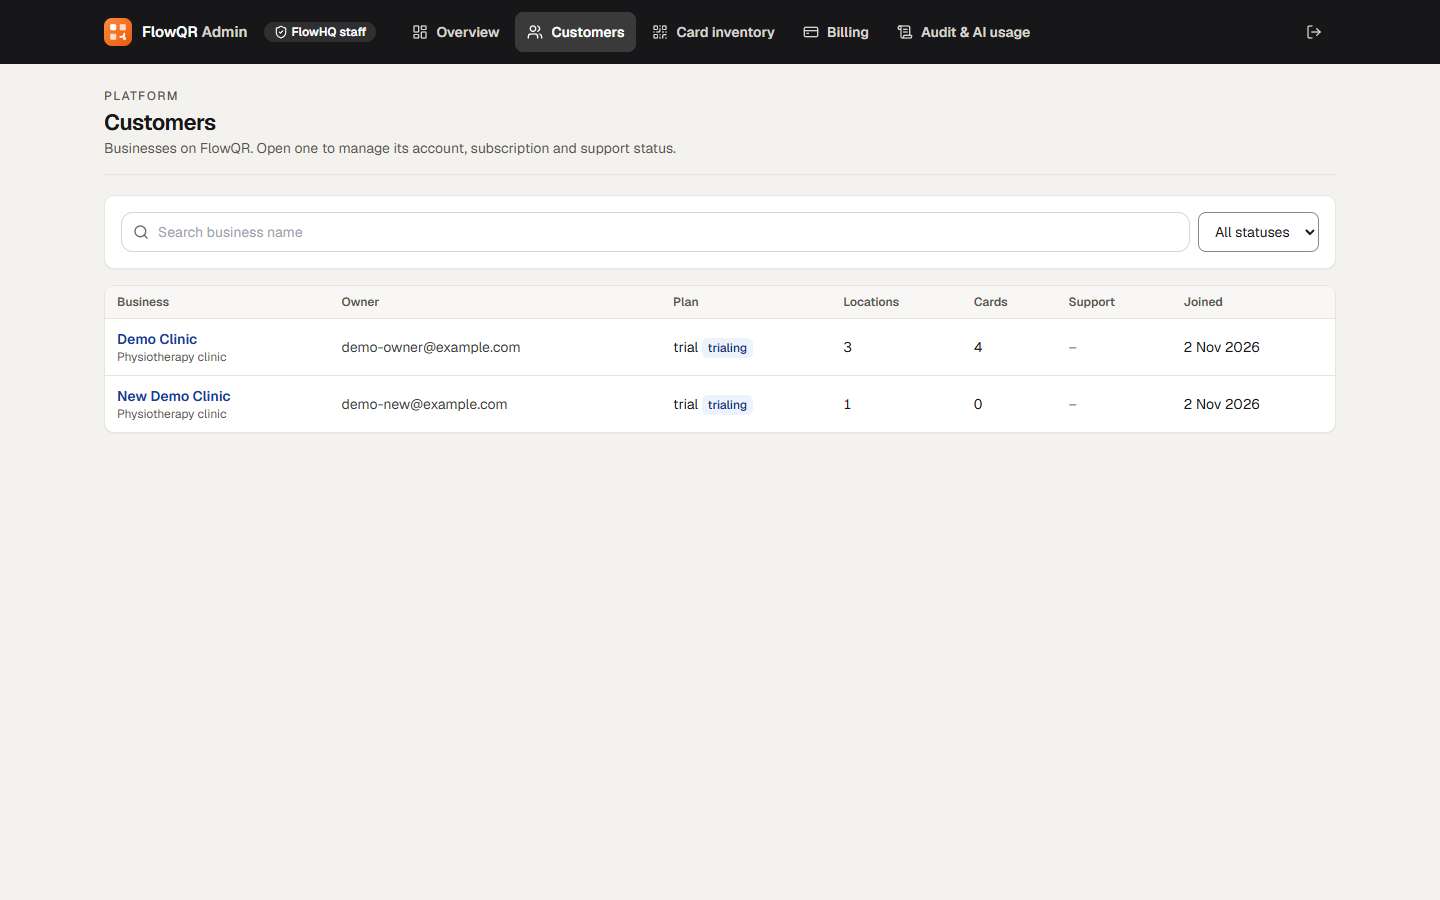 FlowQR Admin FlowHQ staff Overview Customers Card inventory Billing Audit & AI usage
PLATFORM
Customers
Businesses on FlowQR. Open one to manage its account, subscription and support status.
Search business name All statuses
Business Owner Plan Locations Cards Support Joined
Demo Clinic
Physiotherapy clinic
demo-owner@example.com trial trialing 3 4 – 2 Nov 2026
New Demo Clinic
Physiotherapy clinic
demo-new@example.com trial trialing 1 0 – 2 Nov 2026